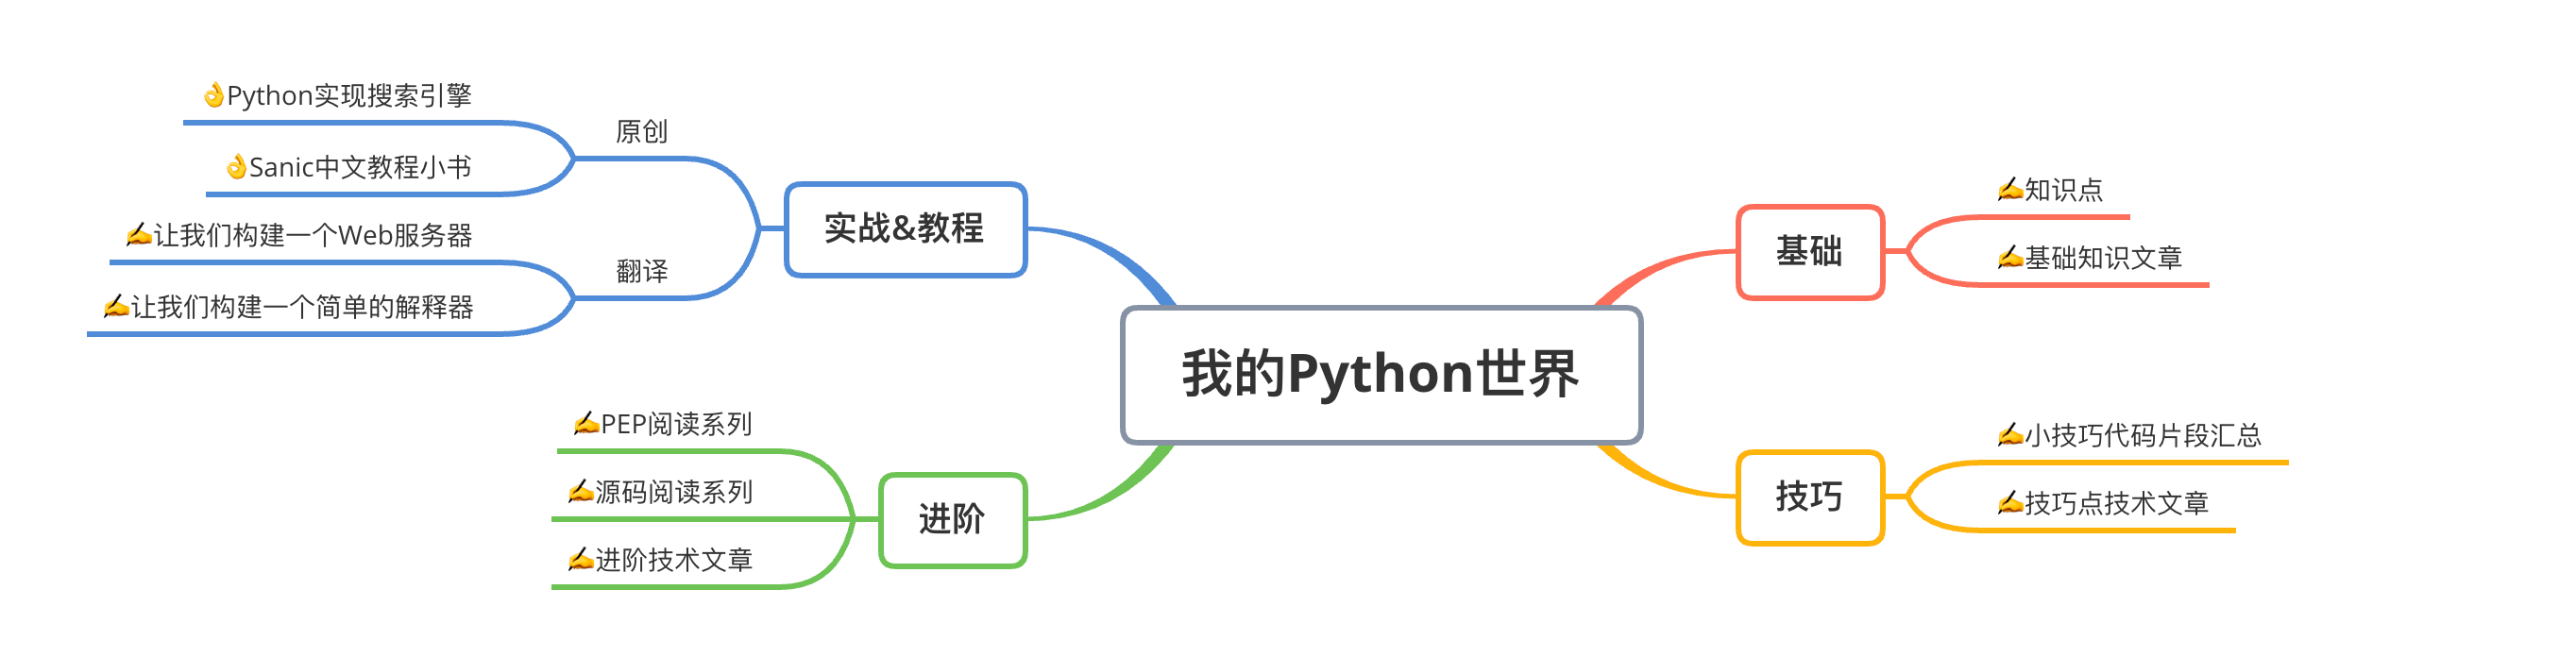 👌Python实现搜索引擎
👌Sanic中文教程小书
原创
✍️让我们构建一个Web服务器
✍️让我们构建一个简单的解释器
翻译
实战&教程
✍️PEP阅读系列
✍️源码阅读系列
✍️进阶技术文章
进阶
我的Python世界
基础
✍️知识点
✍️基础知识文章
技巧
✍️小技巧代码片段汇总
✍️技巧点技术文章